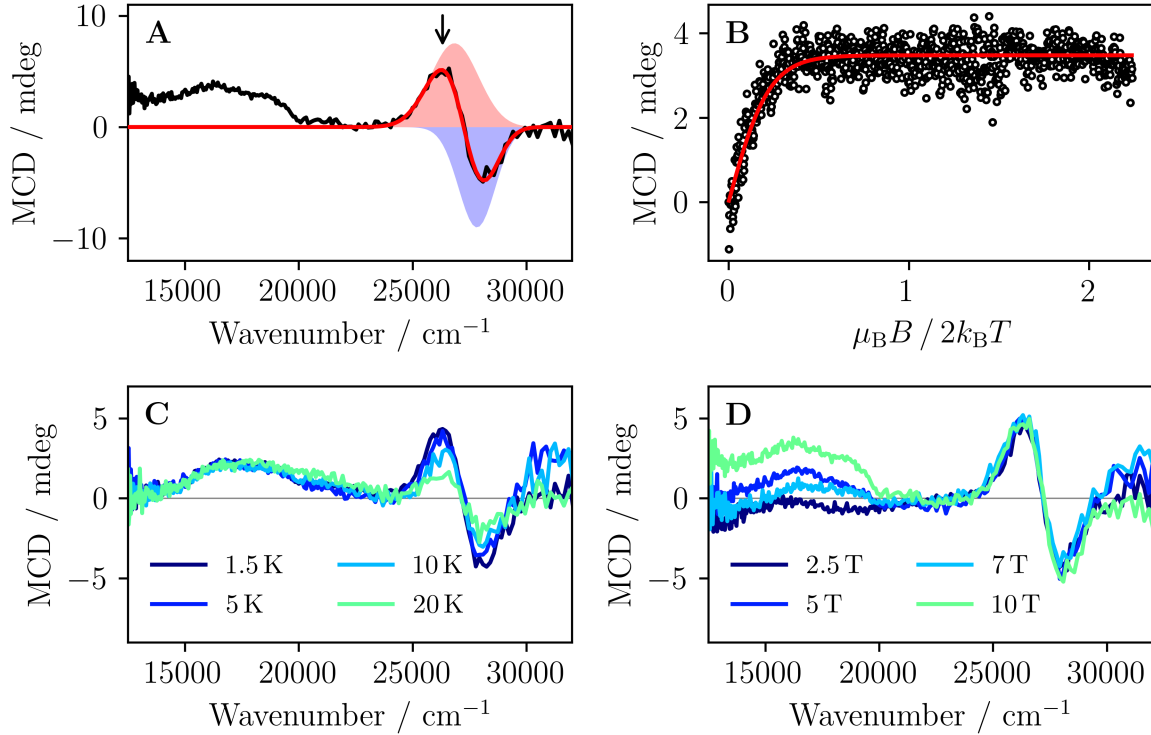 A
10
0
−10
MCD / mdeg
15000 20000 25000 30000
Wavenumber / cm⁻¹
B
4
2
0
MCD / mdeg
0 1 2
μ_B B / 2k_B T
C
5
0
−5
MCD / mdeg
1.5 K 10 K
5 K 20 K
15000 20000 25000 30000
Wavenumber / cm⁻¹
D
5
0
−5
MCD / mdeg
2.5 T 7 T
5 T 10 T
15000 20000 25000 30000
Wavenumber / cm⁻¹